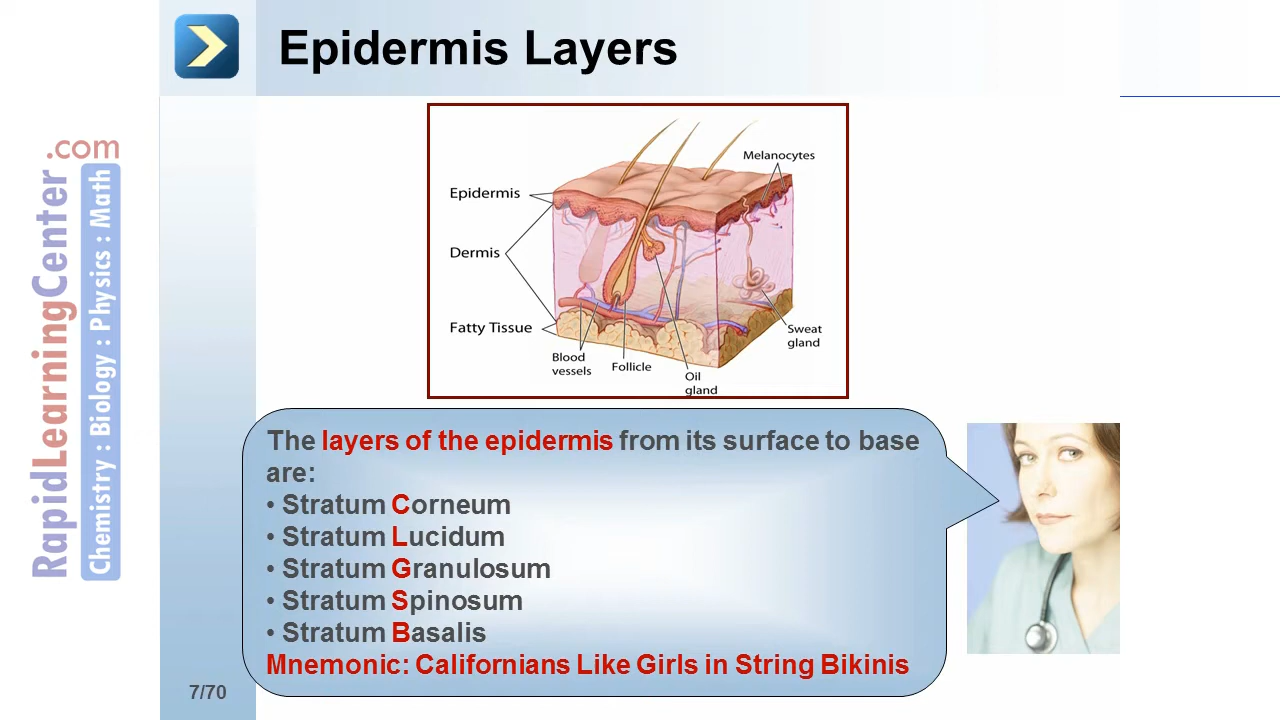 Epidermis Layers
RapidLearningCenter.com
Chemistry : Biology : Physics : Math
Melanocytes
Epidermis
Dermis
Fatty Tissue
Blood
vessels
Follicle
Oil
gland
Sweat
gland
The layers of the epidermis from its surface to base
are:
• Stratum Corneum
• Stratum Lucidum
• Stratum Granulosum
• Stratum Spinosum
• Stratum Basalis
Mnemonic: Californians Like Girls in String Bikinis
7/70